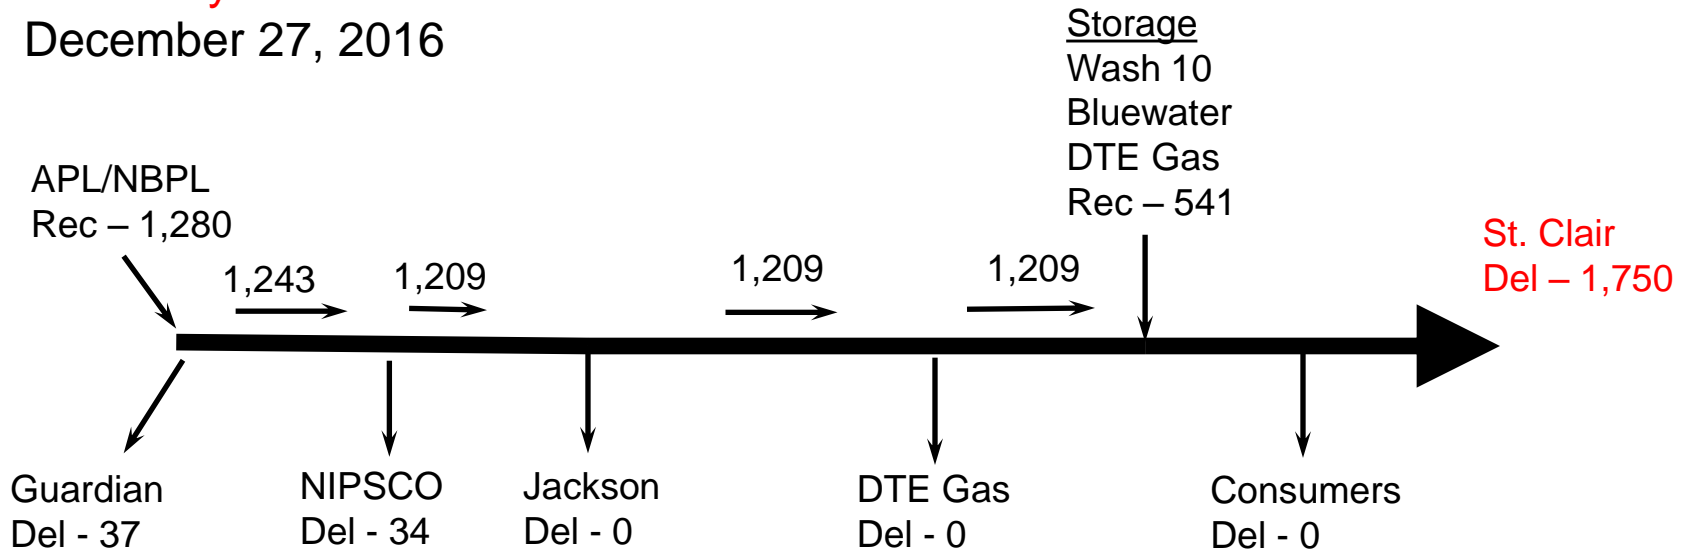 December 27, 2016
Storage
Wash 10
Bluewater
DTE Gas
Rec – 541
APL/NBPL
Rec – 1,280
St. Clair
Del – 1,750
1,243
1,209
1,209
1,209
Guardian
Del - 37
NIPSCO
Del - 34
Jackson
Del - 0
DTE Gas
Del - 0
Consumers
Del - 0